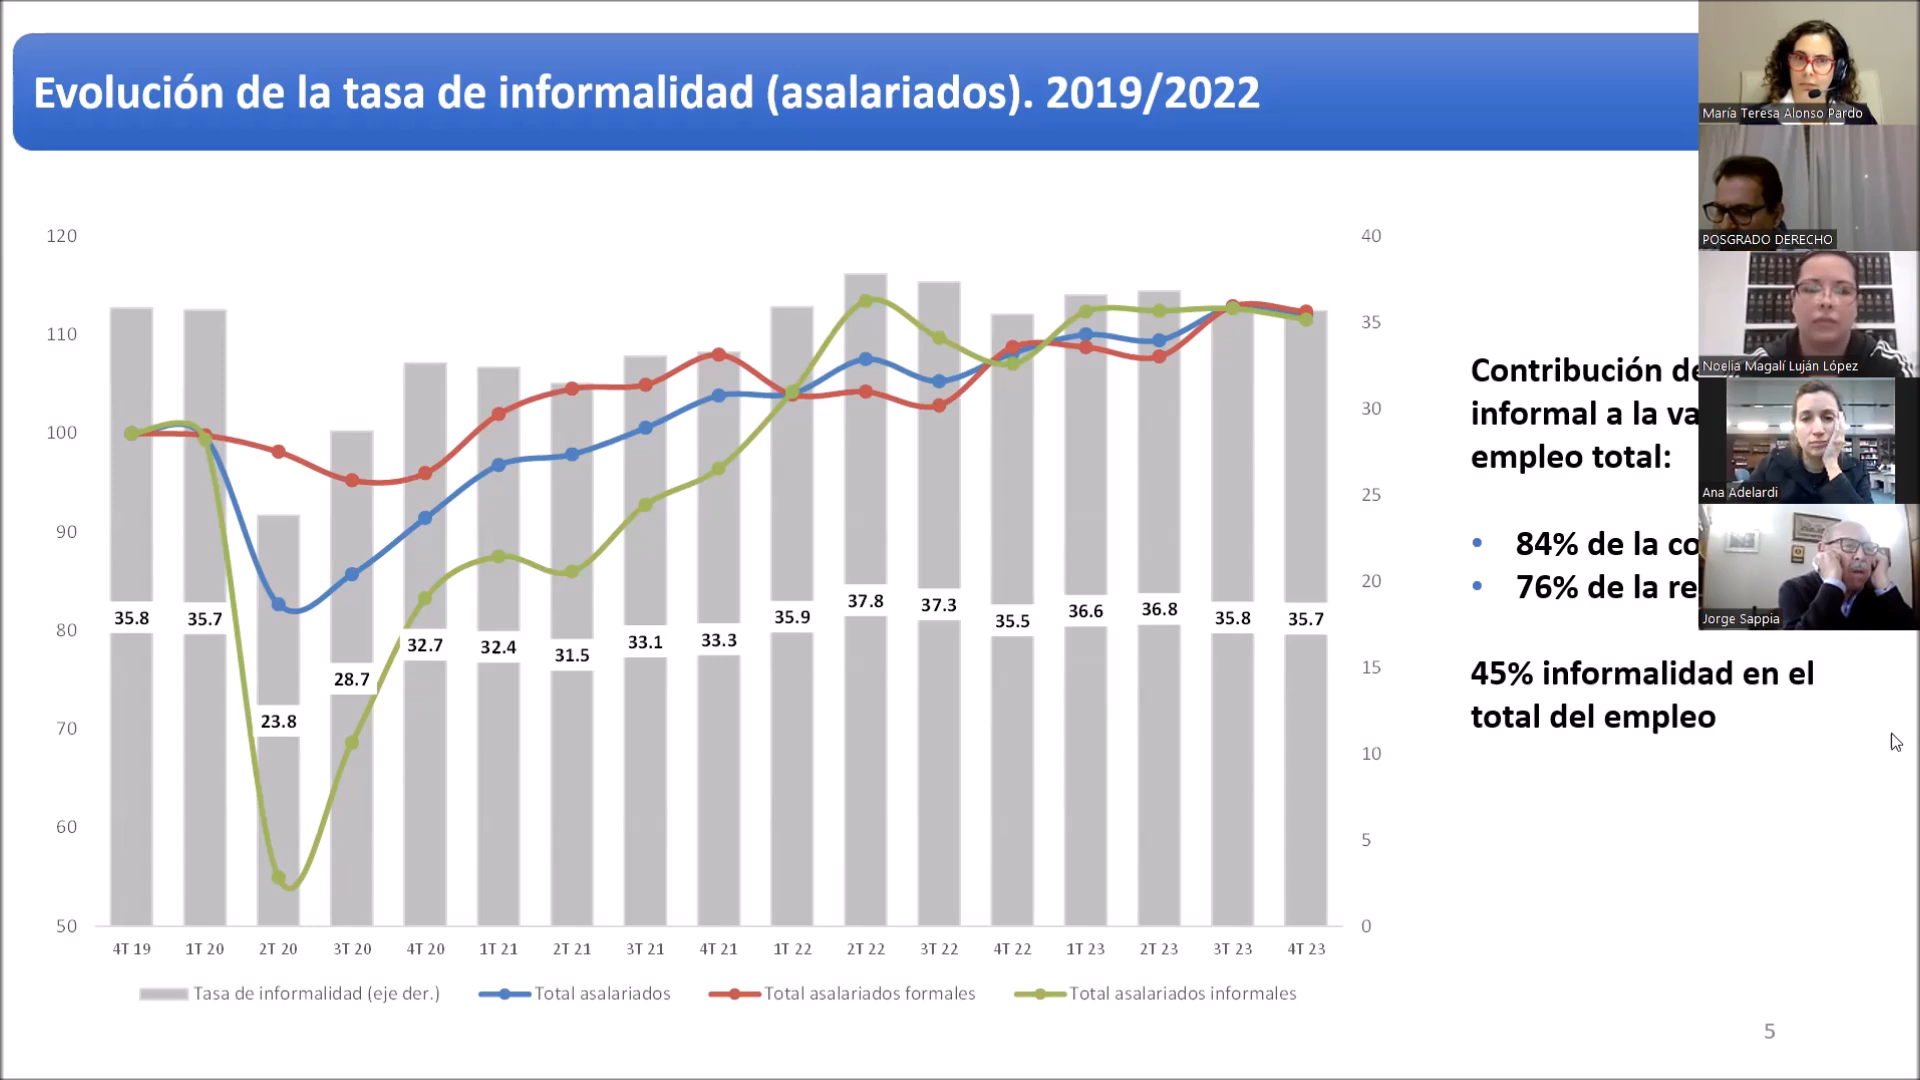 Evolución de la tasa de informalidad (asalariados). 2019/2022
María Teresa Alonso Pardo
POSGRADO DERECHO
Noelia Magalí Luján López
Ana Adelardi
Jorge Sappia
120
110
100
90
80
70
60
50
40
35
30
25
20
15
10
5
0
35.8 35.7 23.8 28.7 32.7 32.4 31.5 33.1 33.3 35.9 37.8 37.3 35.5 36.6 36.8 35.8 35.7
4T 19 1T 20 2T 20 3T 20 4T 20 1T 21 2T 21 3T 21 4T 21 1T 22 2T 22 3T 22 4T 22 1T 23 2T 23 3T 23 4T 23
Tasa de informalidad (eje der.) Total asalariados Total asalariados formales Total asalariados informales
Contribución
informal a la
empleo total:
• 84% de la
• 76% de la
45% informalidad en el
total del empleo
5